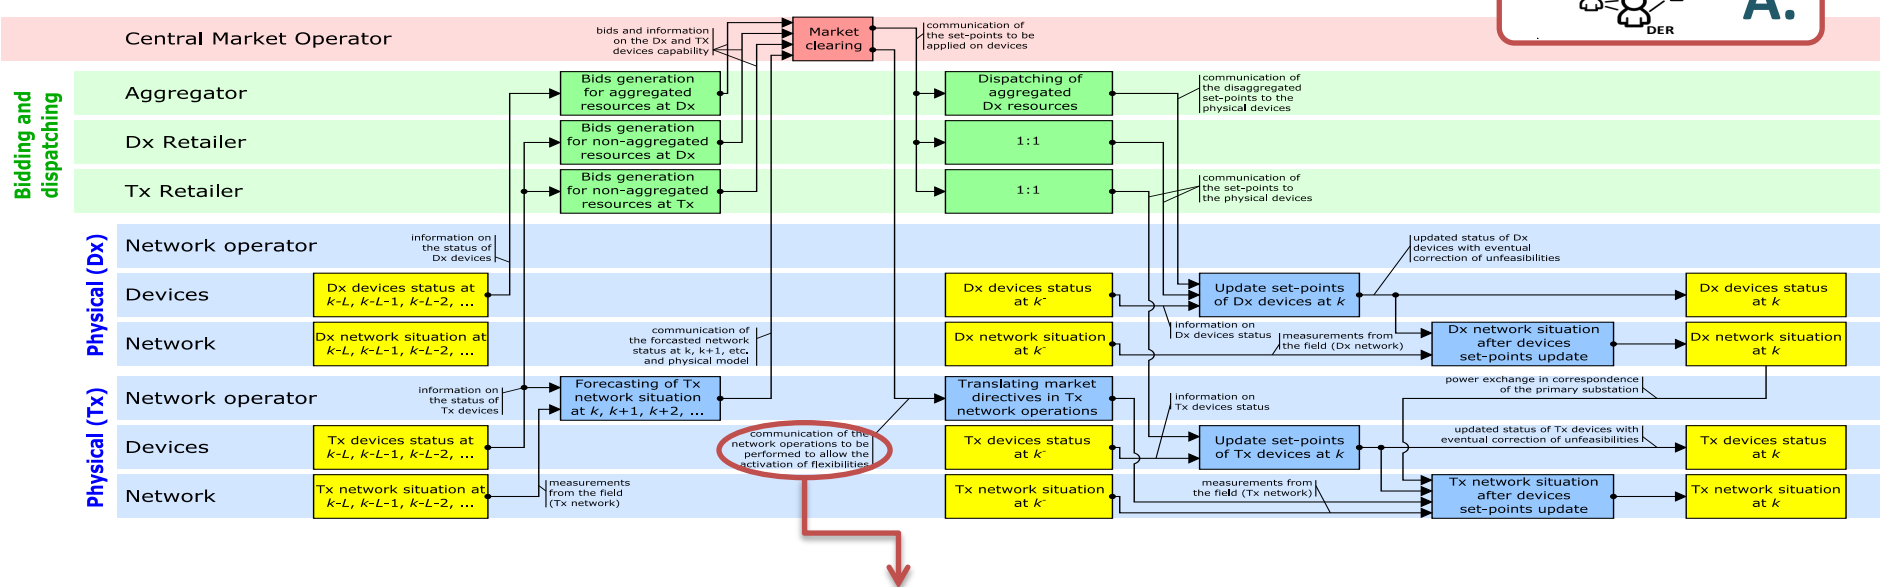 A.
DER
Central Market Operator
bids and information
on the Dx and TX
devices capability
Market
clearing
communication of
the set-points to be
applied on devices
Bidding and
dispatching
Aggregator
Bids generation
for aggregated
resources at Dx
Dispatching of
aggregated
Dx resources
communication of
the disaggregated
set-points to the
physical devices
Dx Retailer
Bids generation
for non-aggregated
resources at Dx
1:1
Tx Retailer
Bids generation
for non-aggregated
resources at Tx
1:1
communication of
the set-points to
the physical devices
Physical (Dx)
Network operator
information on
the status of
Dx devices
updated status of Dx
devices with eventual
correction of unfeasibilities
Devices
Dx devices status at
k-L, k-L-1, k-L-2, ...
Dx devices status
at k-
Update set-points
of Dx devices at k
Dx devices status
at k
information on
Dx devices status
Network
Dx network situation at
k-L, k-L-1, k-L-2, ...
communication of
the forcasted network
status at k, k+1, etc.
and physical model
Dx network situation
at k-
measurements from
the field (Dx network)
Dx network situation
after devices
set-points update
Dx network situation
at k
Physical (Tx)
Network operator
information on
the status of
Tx devices
Forecasting of Tx
network situation
at k, k+1, k+2, ...
Translating market
directives in Tx
network operations
information on
Tx devices status
power exchange in correspondence
of the primary substation
Devices
Tx devices status at
k-L, k-L-1, k-L-2, ...
communication of the
network operations to be
performed to allow the
activation of flexibilities
Tx devices status
at k-
Update set-points
of Tx devices at k
updated status of Tx devices with
eventual correction of unfeasibilities
Tx devices status
at k
Network
Tx network situation at
k-L, k-L-1, k-L-2, ...
measurements
from the field
(Tx network)
Tx network situation
at k-
measurements from
the field (Tx network)
Tx network situation
after devices
set-points update
Tx network situation
at k